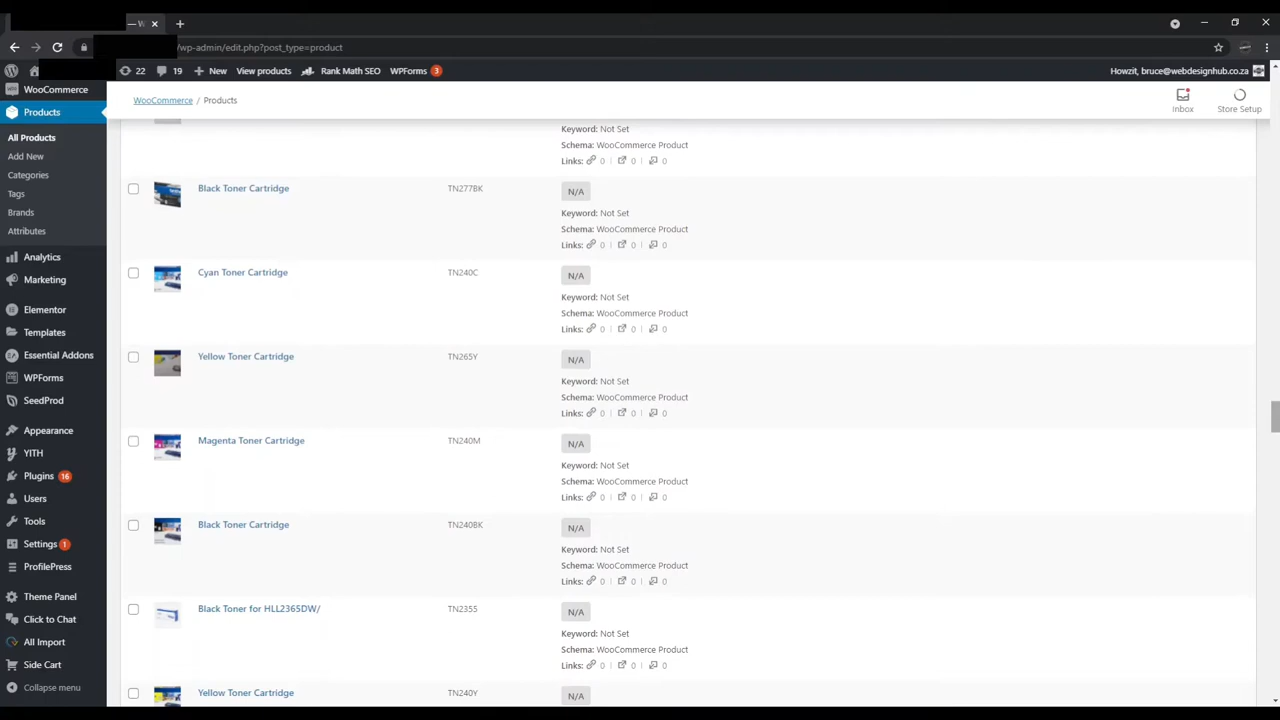 /wp-admin/edit.php?post_type=product
22
19
New
View products
Rank Math SEO
WPForms 3
Howzit, bruce@webdesignhub.co.za
WooCommerce
Products
All Products
Add New
Categories
Tags
Brands
Attributes
Analytics
Marketing
Elementor
Templates
Essential Addons
WPForms
SeedProd
Appearance
YITH
Plugins 16
Users
Tools
Settings 1
ProfilePress
Theme Panel
Click to Chat
All Import
Side Cart
Collapse menu
WooCommerce / Products
Inbox
Store Setup
Keyword: Not Set
Schema: WooCommerce Product
Links: 0 | 0 | 0
Black Toner Cartridge
TN277BK
N/A
Keyword: Not Set
Schema: WooCommerce Product
Links: 0 | 0 | 0
Cyan Toner Cartridge
TN240C
N/A
Keyword: Not Set
Schema: WooCommerce Product
Links: 0 | 0 | 0
Yellow Toner Cartridge
TN265Y
N/A
Keyword: Not Set
Schema: WooCommerce Product
Links: 0 | 0 | 0
Magenta Toner Cartridge
TN240M
N/A
Keyword: Not Set
Schema: WooCommerce Product
Links: 0 | 0 | 0
Black Toner Cartridge
TN240BK
N/A
Keyword: Not Set
Schema: WooCommerce Product
Links: 0 | 0 | 0
Black Toner for HLL2365DW/
TN2355
N/A
Keyword: Not Set
Schema: WooCommerce Product
Links: 0 | 0 | 0
Yellow Toner Cartridge
TN240Y
N/A